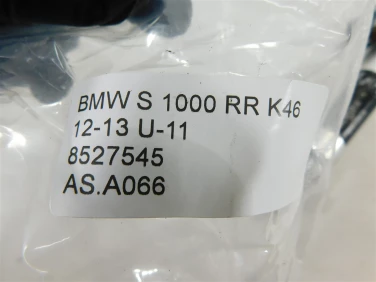 BMW S 1000 RR K46
12-13 U-11
8527545
AS.A066